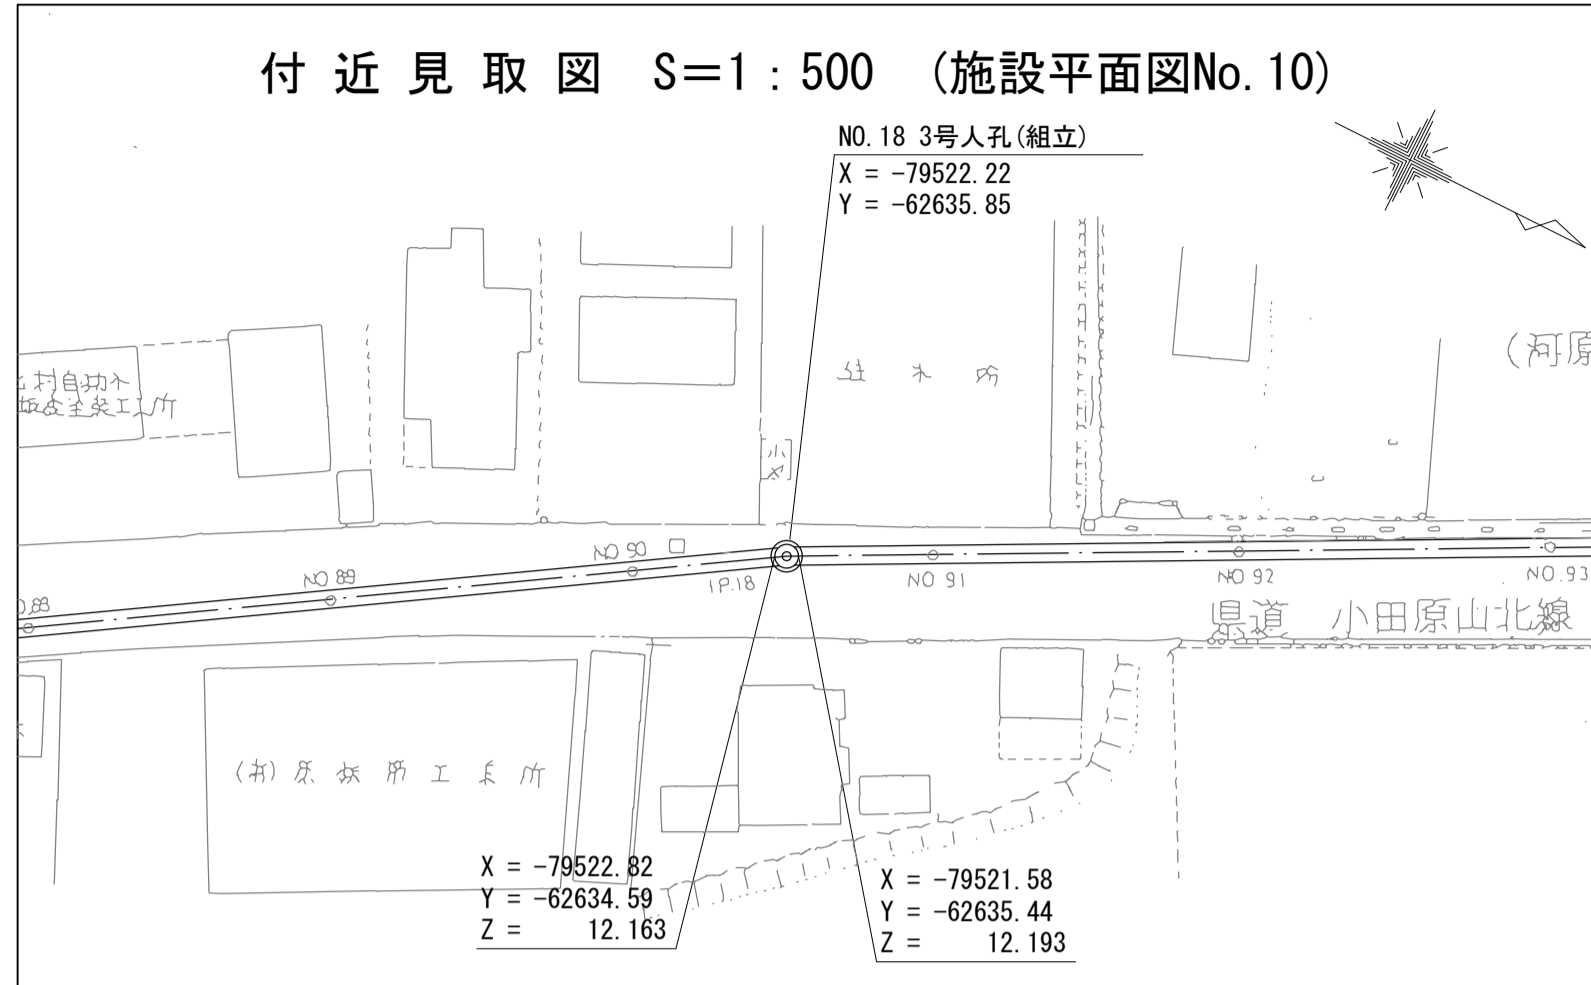 付近見取図 S=1:500 (施設平面図No.10)
NO.18 3号人孔(組立)
X = -79522.22
Y = -62635.85
(河原
NO 90
NO 89
IP.18
NO 91
NO 92
NO.93
県道 小田原山北線
X = -79522.82
Y = -62634.59
Z = 12.163
X = -79521.58
Y = -62635.44
Z = 12.193